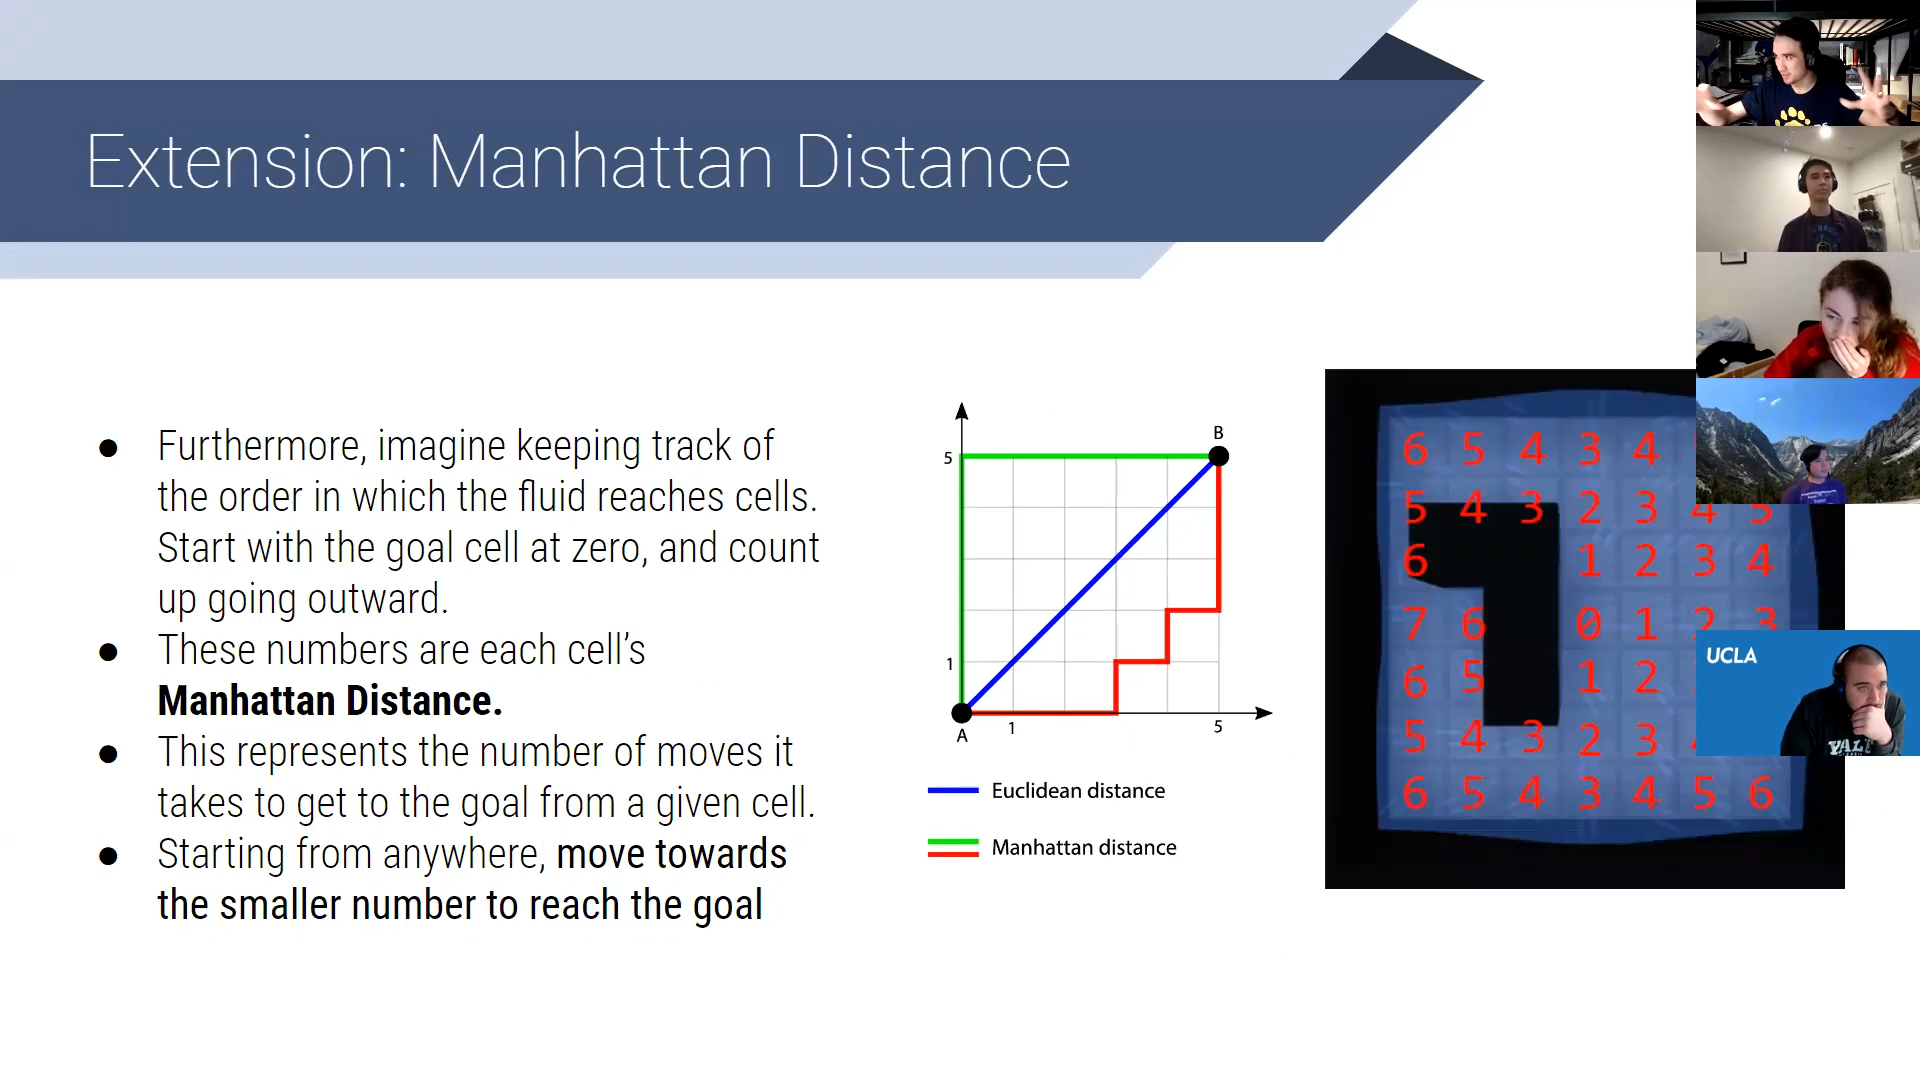 Extension: Manhattan Distance
● Furthermore, imagine keeping track of
the order in which the fluid reaches cells.
Start with the goal cell at zero, and count
up going outward.
● These numbers are each cell’s
Manhattan Distance.
● This represents the number of moves it
takes to get to the goal from a given cell.
● Starting from anywhere, move towards
the smaller number to reach the goal
B
5
1
A
1
5
Euclidean distance
Manhattan distance
6 5 4 3 4
5 4 3 2 3 4 5
6 1 2 3 4
7 6 0 1 2 3
6 5 1 2
5 4 3 2 3
6 5 4 3 4 5 6
UCLA
YALE